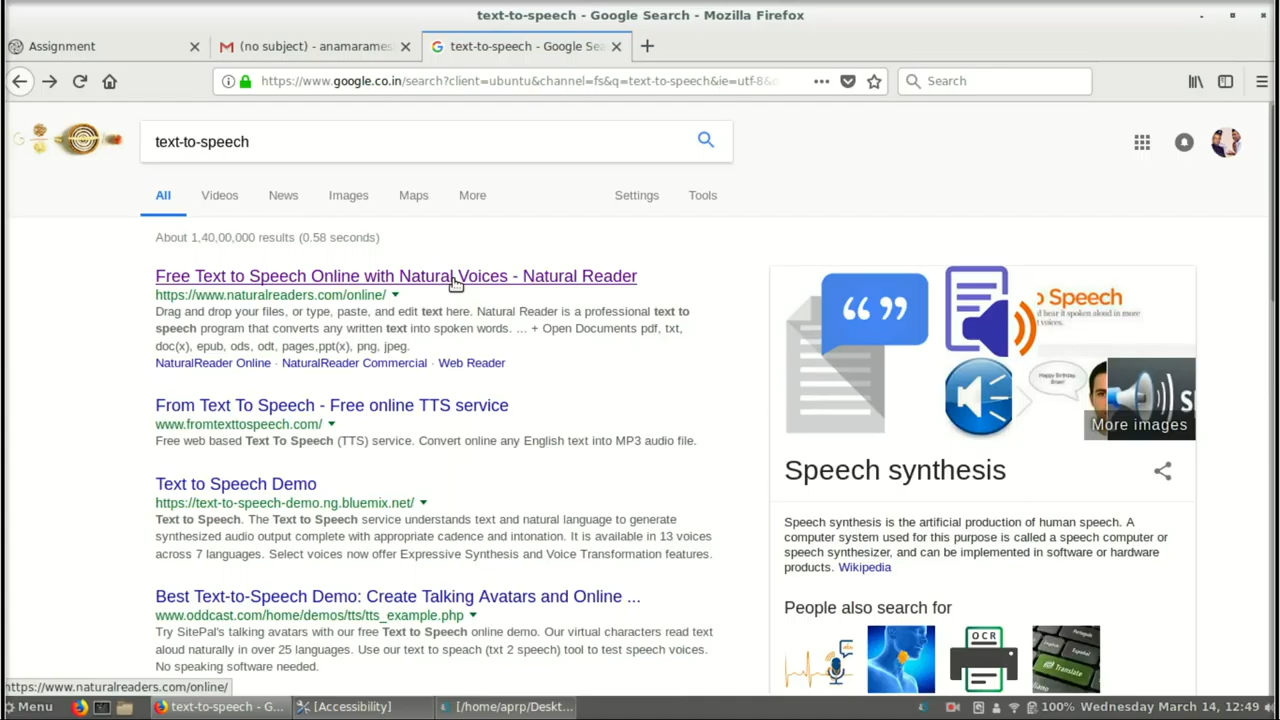 text-to-speech - Google Search - Mozilla Firefox
Assignment
(no subject) - anamarames
text-to-speech - Google Sea
https://www.google.co.in/search?client=ubuntu&channel=fs&q=text-to-speech&ie=utf-8&
Search
text-to-speech
All Videos News Images Maps More Settings Tools
About 1,40,00,000 results (0.58 seconds)
Free Text to Speech Online with Natural Voices - Natural Reader
https://www.naturalreaders.com/online/
Drag and drop your files, or type, paste, and edit text here. Natural Reader is a professional text to
speech program that converts any written text into spoken words. ... + Open Documents pdf, txt,
doc(x), epub, ods, odt, pages,ppt(x), png, jpeg.
NaturalReader Online · NaturalReader Commercial · Web Reader
From Text To Speech - Free online TTS service
www.fromtexttospeech.com/
Free web based Text To Speech (TTS) service. Convert online any English text into MP3 audio file.
Text to Speech Demo
https://text-to-speech-demo.ng.bluemix.net/
Text to Speech. The Text to Speech service understands text and natural language to generate
synthesized audio output complete with appropriate cadence and intonation. It is available in 13 voices
across 7 languages. Select voices now offer Expressive Synthesis and Voice Transformation features.
Best Text-to-Speech Demo: Create Talking Avatars and Online ...
www.oddcast.com/home/demos/tts/tts_example.php
Try SitePal's talking avatars with our free Text to Speech online demo. Our virtual characters read text
aloud naturally in over 25 languages. Use our text to speach (txt 2 speech) tool to test speech voices.
No speaking software needed.
o Speech
hear it spoken aloud in a more
t voices.
Happy Birthday
Brian!
More images
Speech synthesis
Speech synthesis is the artificial production of human speech. A
computer system used for this purpose is called a speech computer or
speech synthesizer, and can be implemented in software or hardware
products. Wikipedia
People also search for
OCR
Translate
https://www.naturalreaders.com/online/
Menu
text-to-speech - G...
[Accessibility]
[/home/aprp/Deskt...
100% Wednesday March 14, 12:49